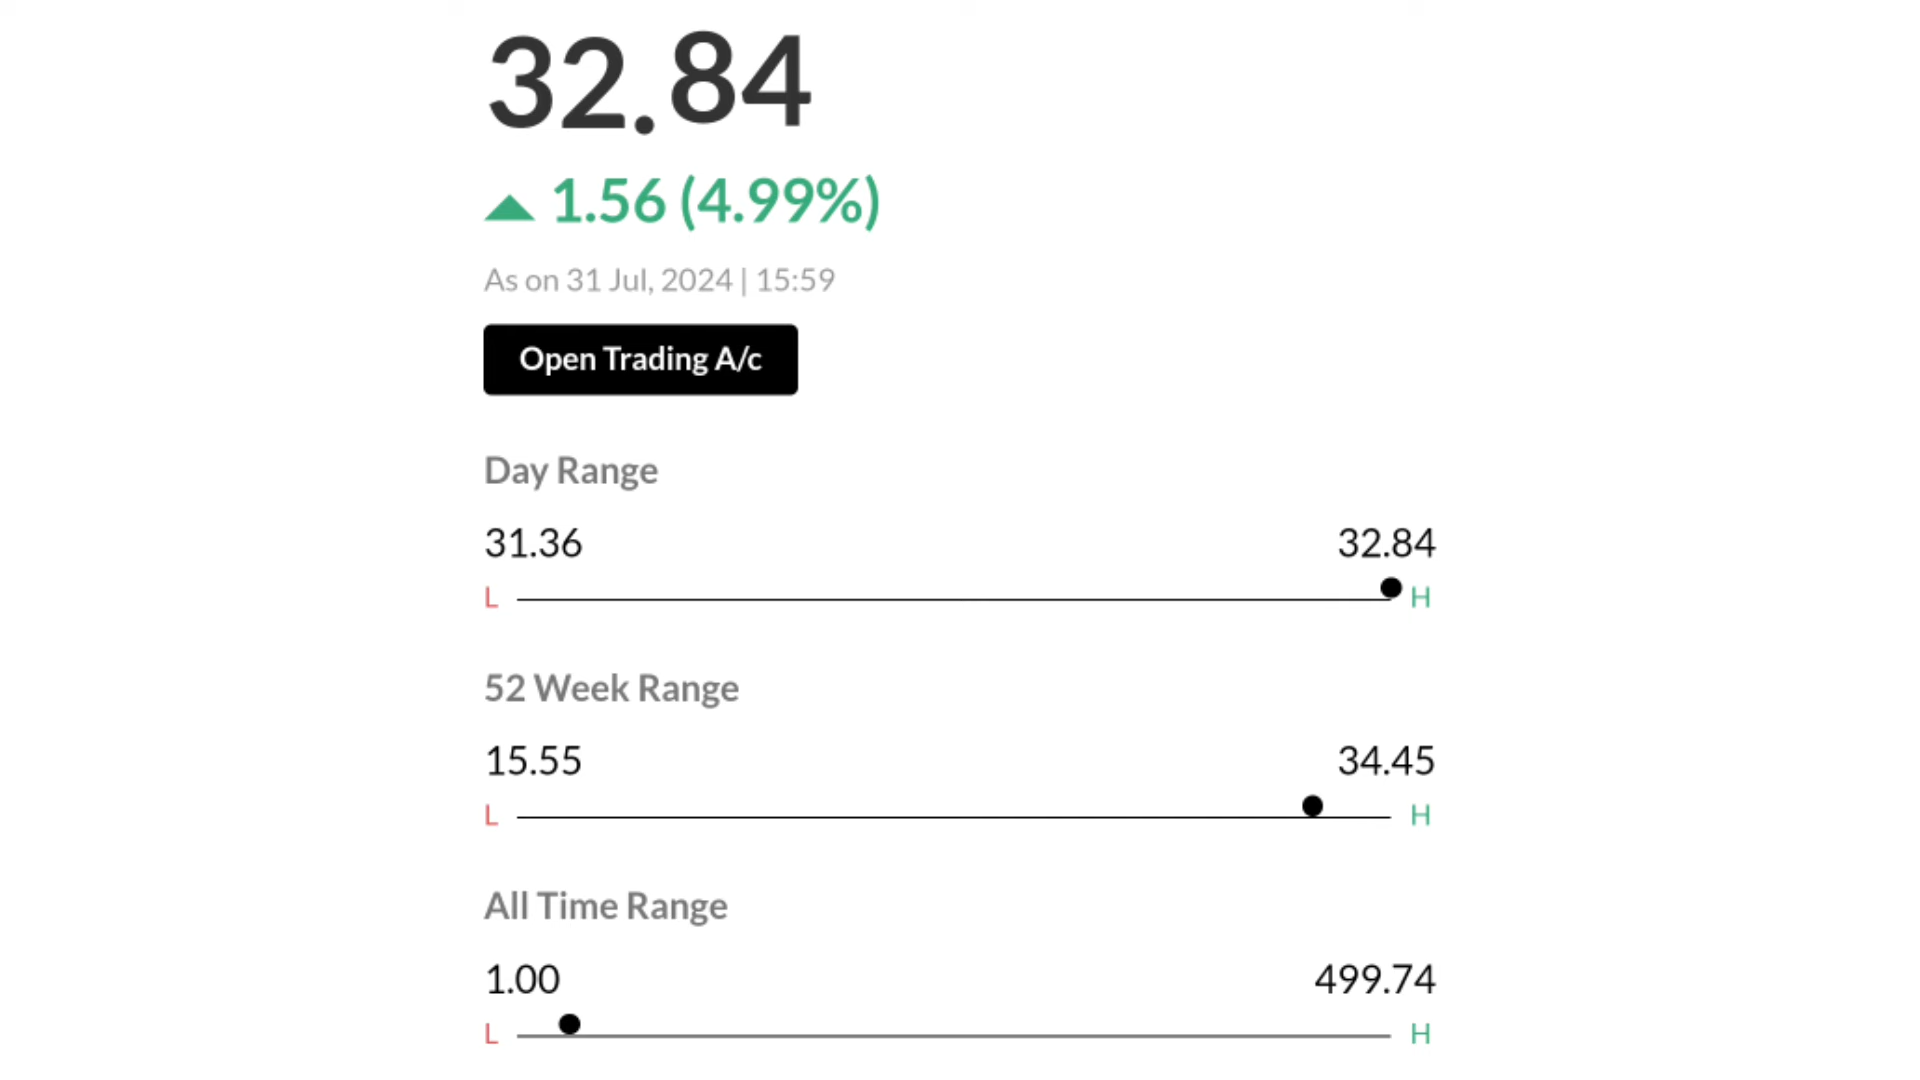 32.84
1.56 (4.99%)
As on 31 Jul, 2024 | 15:59
Open Trading A/c
Day Range
31.36 32.84
L H
52 Week Range
15.55 34.45
L H
All Time Range
1.00 499.74
L H